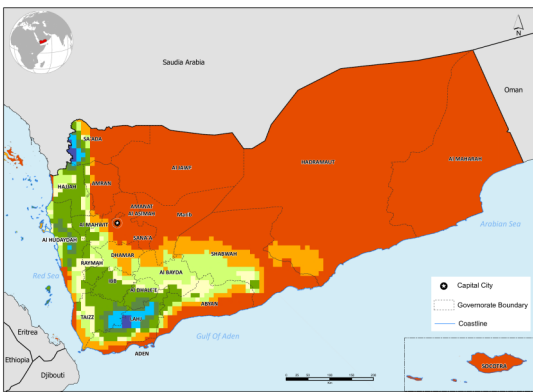 N
Saudia Arabia
Oman
SA'ADA
AL JAWF
HADRAMAUT
AL MAHARAH
HAJJAH
AMRAN
AMANAT
AL ASIMAH
MARIB
AL MAHWIT
SANA'A
Arabian Sea
Al HUDAYDAH
DHAMAR
SHABWAH
RAYMAH
Al BAYDA
Red Sea
IBB
Al DHALE'E
ABYAN
TAIZZ
LAHJ
Gulf Of Aden
ADEN
Eritrea
Ethiopia
Djibouti
Capital City
Governorate Boundary
Coastline
SOCOTRA